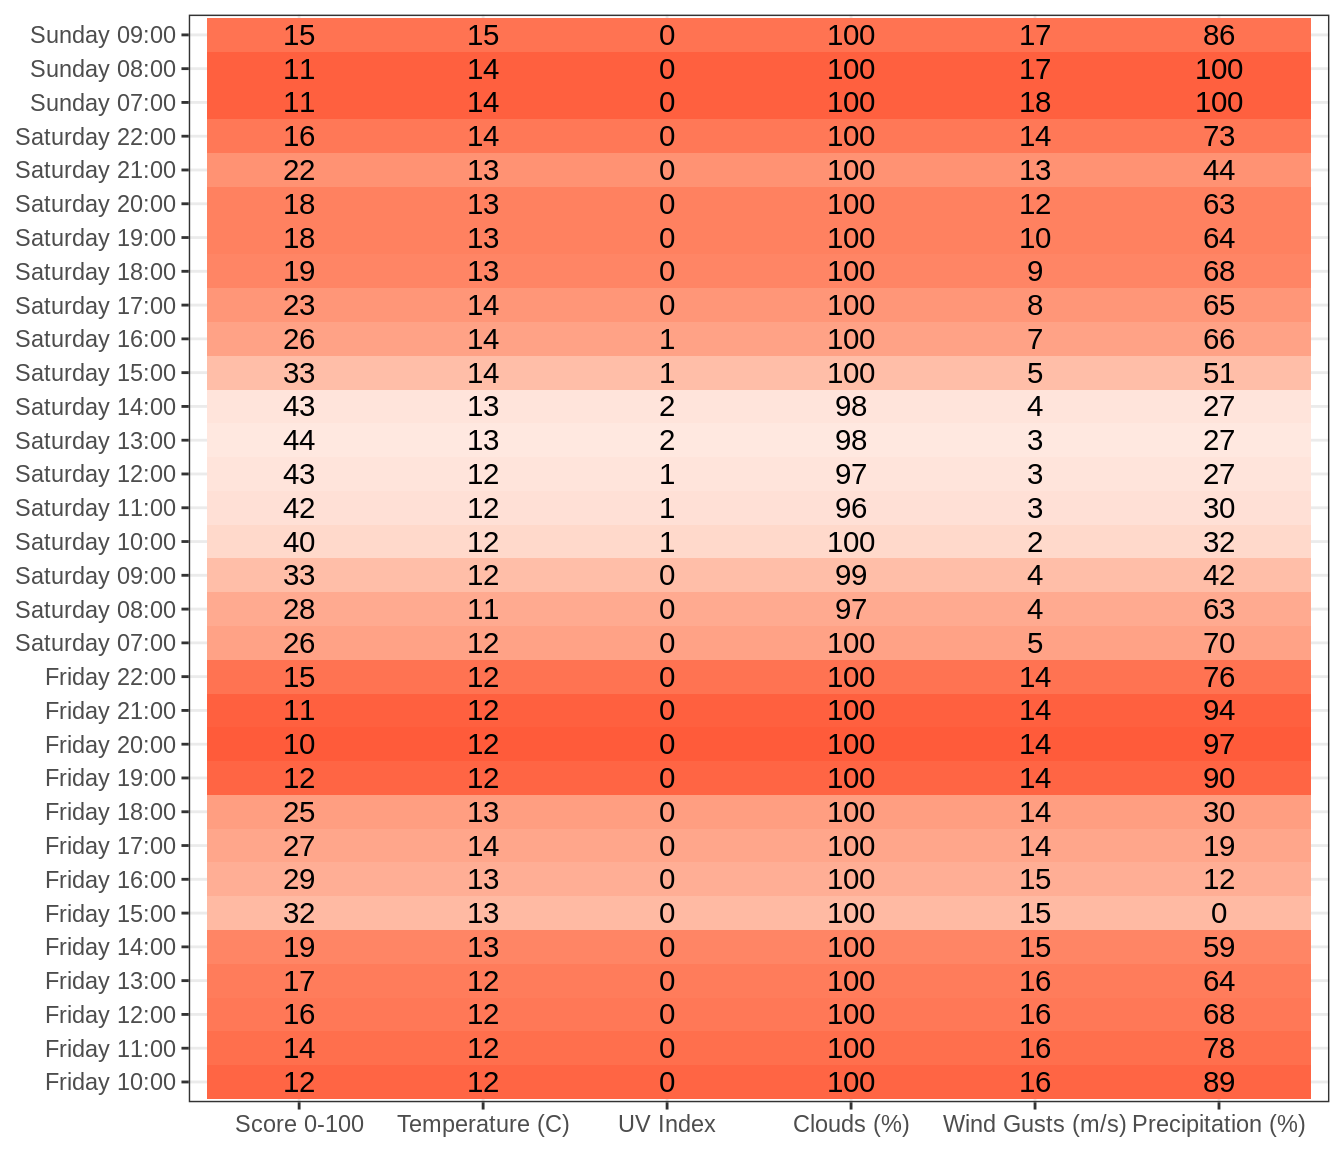 Sunday 09:00 15 15 0 100 17 86
Sunday 08:00 11 14 0 100 17 100
Sunday 07:00 11 14 0 100 18 100
Saturday 22:00 16 14 0 100 14 73
Saturday 21:00 22 13 0 100 13 44
Saturday 20:00 18 13 0 100 12 63
Saturday 19:00 18 13 0 100 10 64
Saturday 18:00 19 13 0 100 9 68
Saturday 17:00 23 14 0 100 8 65
Saturday 16:00 26 14 1 100 7 66
Saturday 15:00 33 14 1 100 5 51
Saturday 14:00 43 13 2 98 4 27
Saturday 13:00 44 13 2 98 3 27
Saturday 12:00 43 12 1 97 3 27
Saturday 11:00 42 12 1 96 3 30
Saturday 10:00 40 12 1 100 2 32
Saturday 09:00 33 12 0 99 4 42
Saturday 08:00 28 11 0 97 4 63
Saturday 07:00 26 12 0 100 5 70
Friday 22:00 15 12 0 100 14 76
Friday 21:00 11 12 0 100 14 94
Friday 20:00 10 12 0 100 14 97
Friday 19:00 12 12 0 100 14 90
Friday 18:00 25 13 0 100 14 30
Friday 17:00 27 14 0 100 14 19
Friday 16:00 29 13 0 100 15 12
Friday 15:00 32 13 0 100 15 0
Friday 14:00 19 13 0 100 15 59
Friday 13:00 17 12 0 100 16 64
Friday 12:00 16 12 0 100 16 68
Friday 11:00 14 12 0 100 16 78
Friday 10:00 12 12 0 100 16 89
Score 0-100 Temperature (C) UV Index Clouds (%) Wind Gusts (m/s) Precipitation (%)